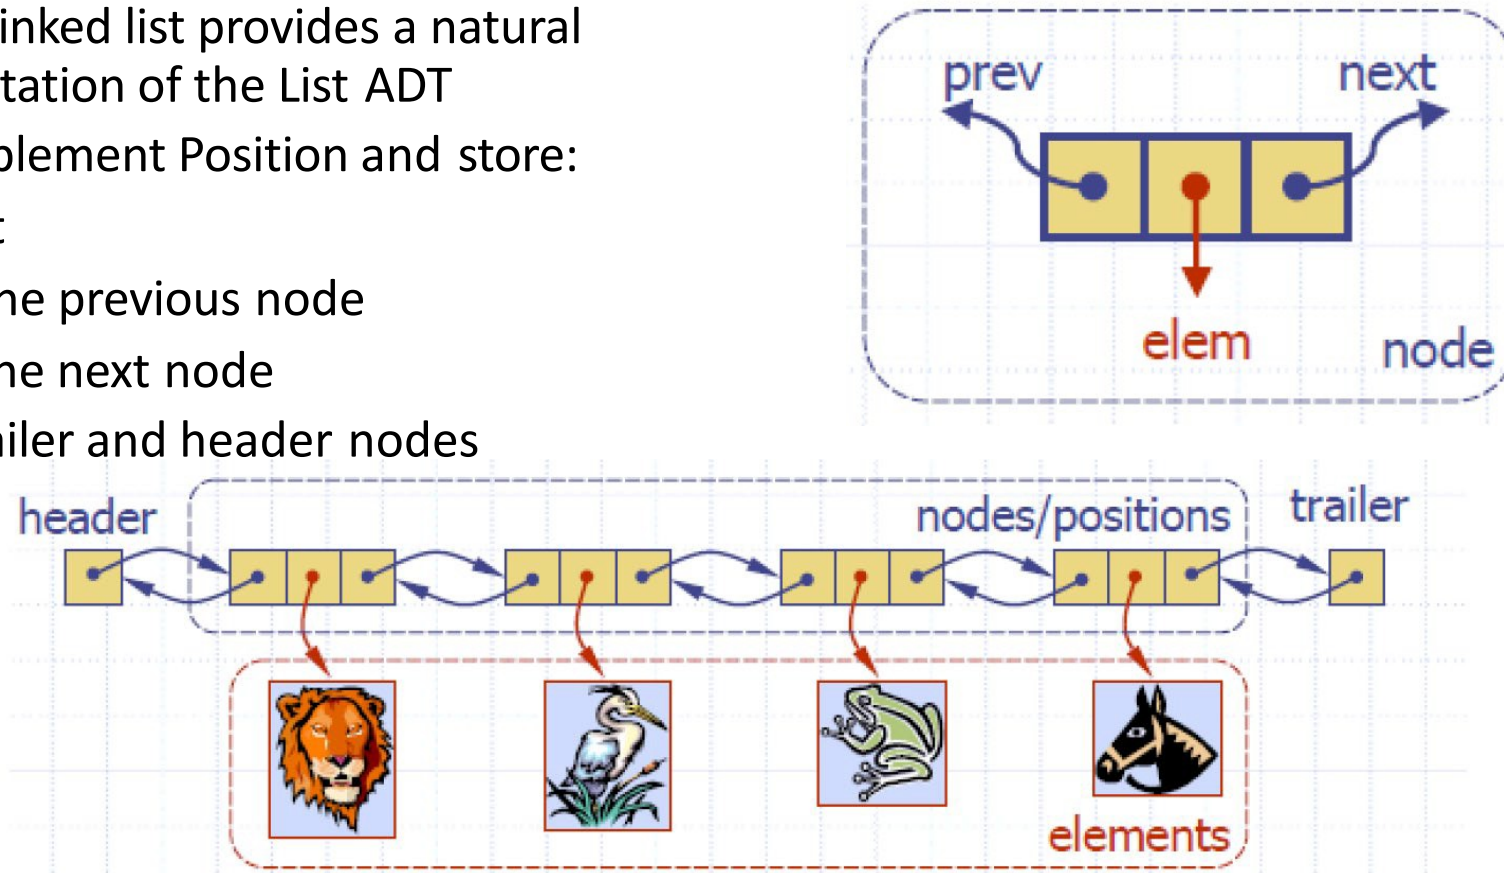 inked list provides a natural
tation of the List ADT
plement Position and store:
t
ne previous node
ne next node
ailer and header nodes
prev
next
elem
node
header
nodes/positions
trailer
elements